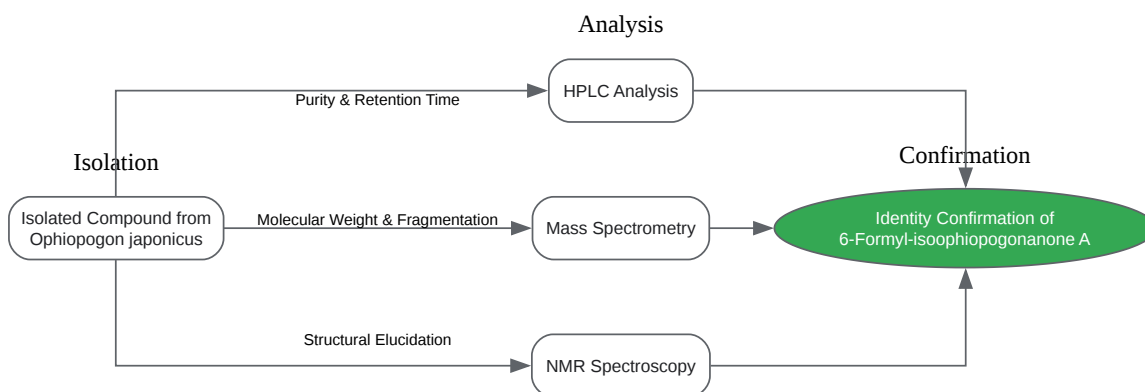 Analysis
HPLC Analysis
Purity & Retention Time
Isolation
Confirmation
Isolated Compound from
Ophiopogon japonicus
Molecular Weight & Fragmentation
Mass Spectrometry
Identity Confirmation of
6-Formyl-isoophiopogonanone A
Structural Elucidation
NMR Spectroscopy